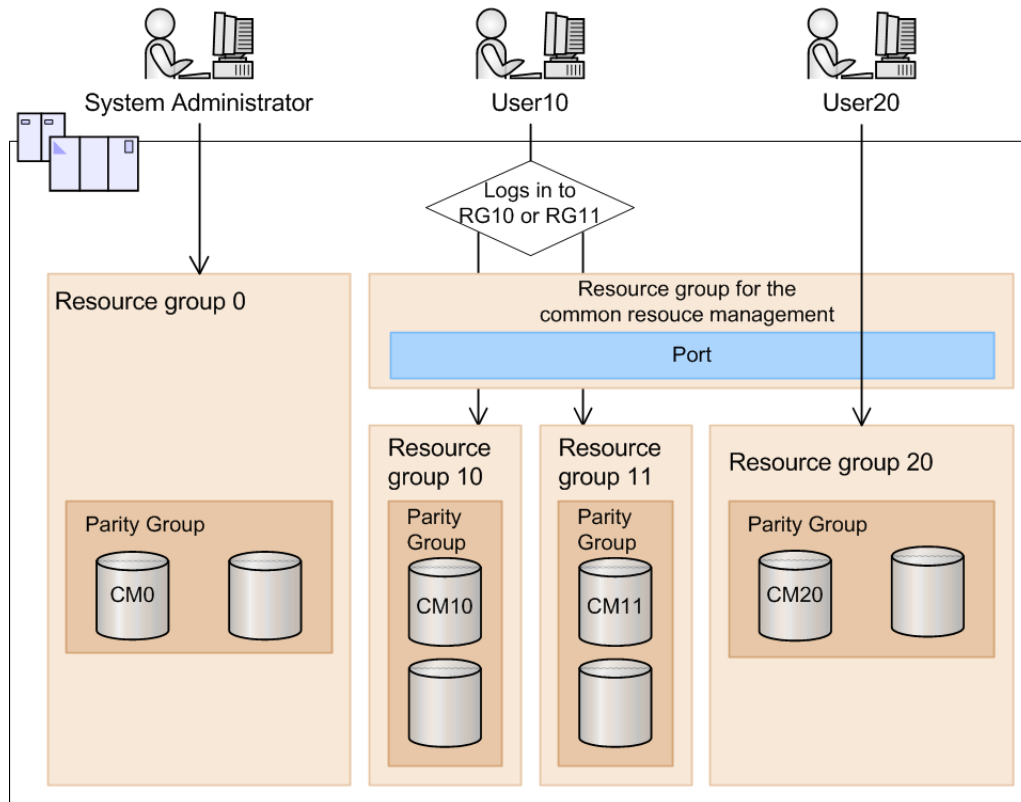 System Administrator
User10
User20
Logs in to
RG10 or RG11
Resource group 0
Resource group for the
common resouce management
Port
Resource
group 10
Resource
group 11
Resource group 20
Parity Group
Parity
Group
Parity
Group
Parity Group
CM0
CM10
CM11
CM20